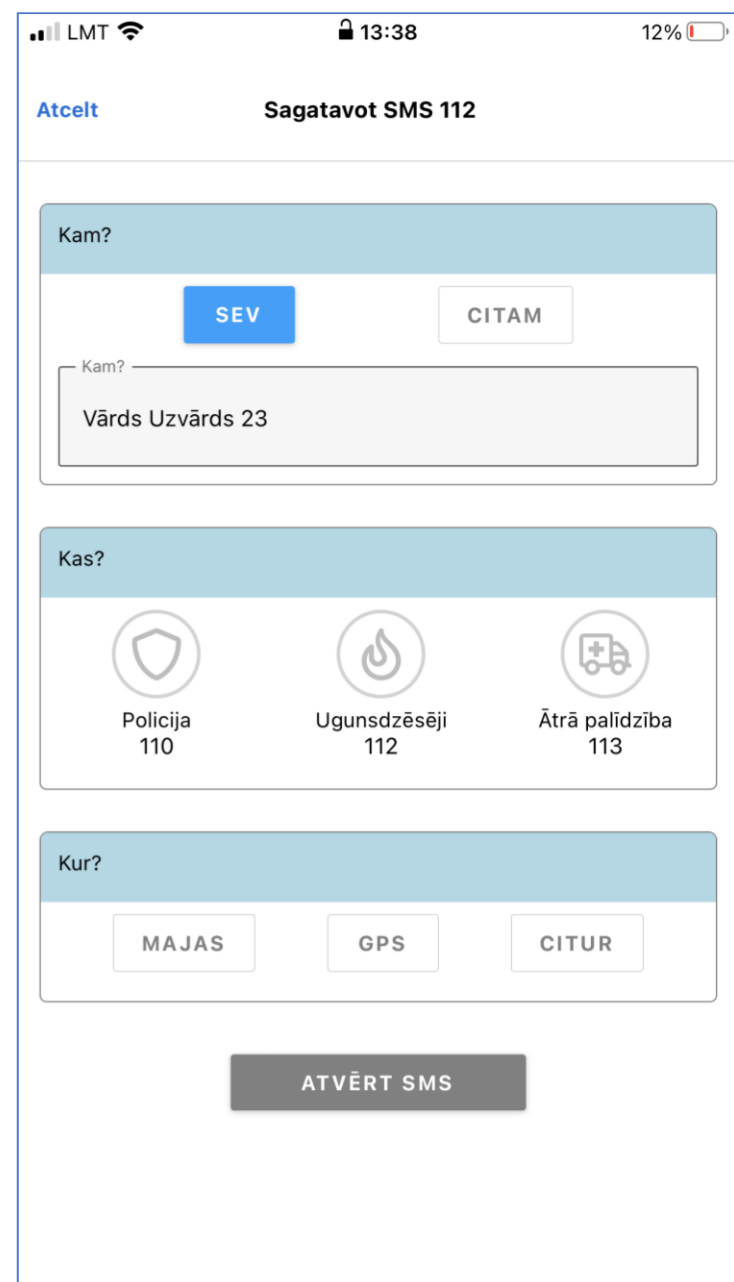 LMT 13:38 12%
Atcelt Sagatavot SMS 112
Kam?
SEV CITAM
Kam?
Vārds Uzvārds 23
Kas?
Policija Ugunsdzēsēji Ātrā palīdzība
110 112 113
Kur?
MAJAS GPS CITUR
ATVĒRT SMS